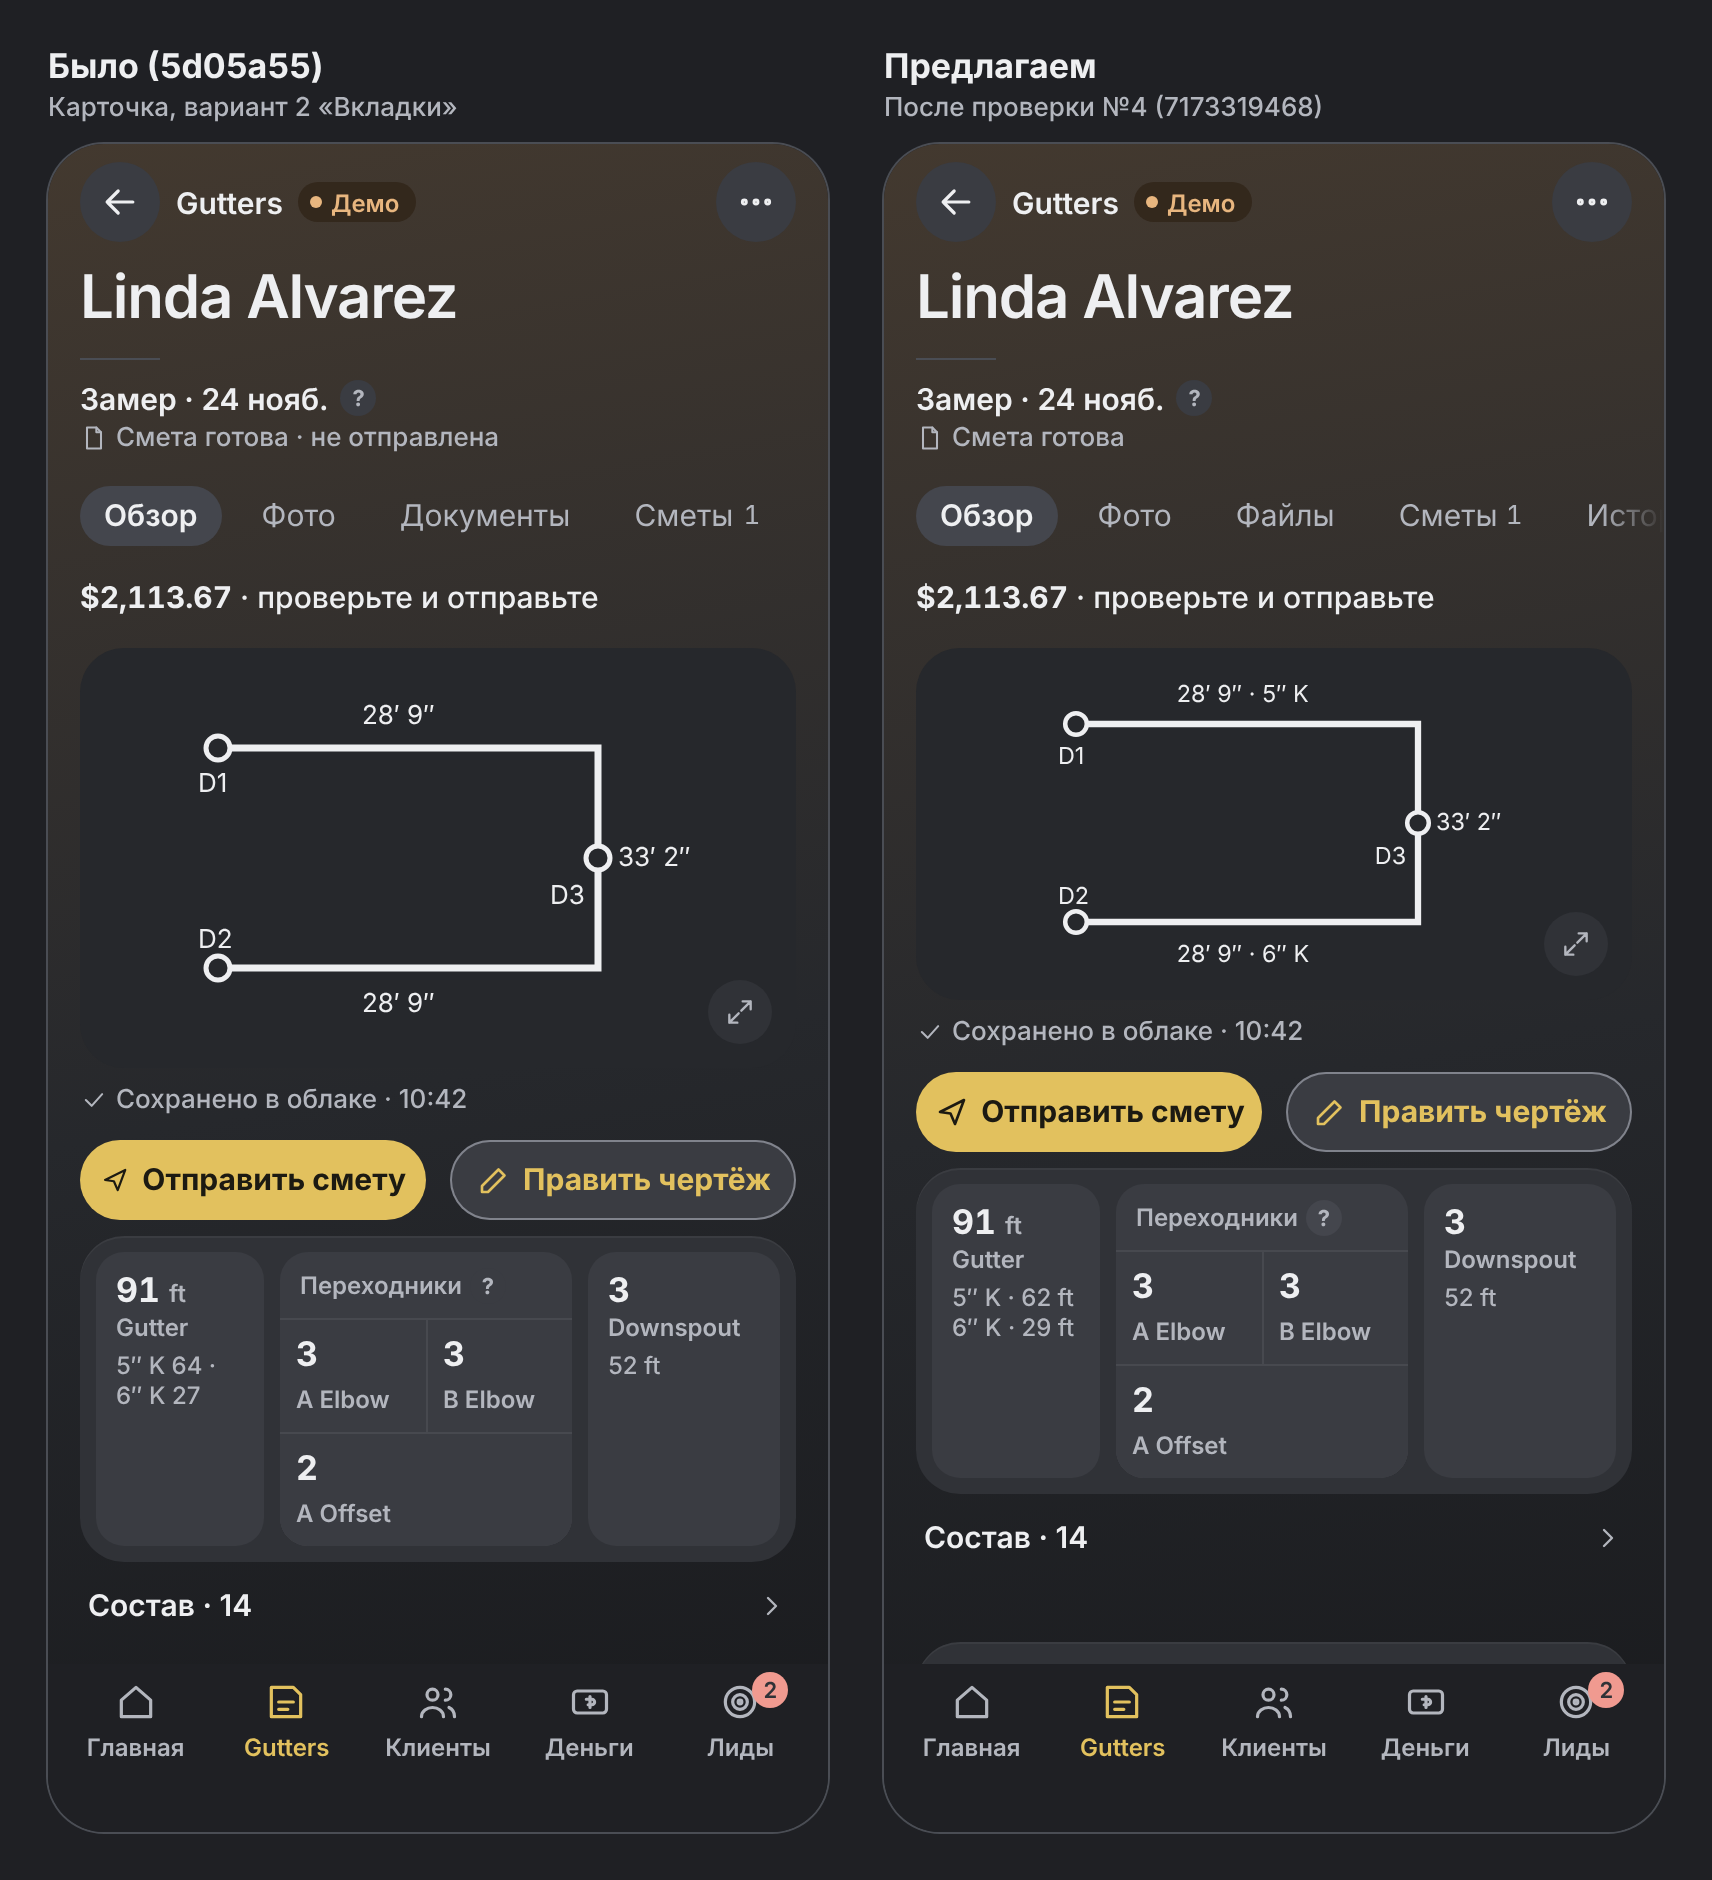 Было (5d05a55)
Карточка, вариант 2 «Вкладки»
Gutters
Демо
Linda Alvarez
Замер · 24 нояб. ?
Смета готова · не отправлена
Обзор Фото Документы Сметы 1
$2,113.67 · проверьте и отправьте
28′ 9″
D1
33′ 2″
D3
D2
28′ 9″
Сохранено в облаке · 10:42
Отправить смету Править чертёж
91 ft
Gutter
5″ K 64 ·
6″ K 27
Переходники ?
3
A Elbow
3
B Elbow
2
A Offset
3
Downspout
52 ft
Состав · 14
2
Главная Gutters Клиенты Деньги Лиды
Предлагаем
После проверки №4 (7173319468)
Gutters
Демо
Linda Alvarez
Замер · 24 нояб. ?
Смета готова
Обзор Фото Файлы Сметы 1 Исто
$2,113.67 · проверьте и отправьте
28′ 9″ · 5″ K
D1
33′ 2″
D3
D2
28′ 9″ · 6″ K
Сохранено в облаке · 10:42
Отправить смету Править чертёж
91 ft
Gutter
5″ K · 62 ft
6″ K · 29 ft
Переходники ?
3
A Elbow
3
B Elbow
2
A Offset
3
Downspout
52 ft
Состав · 14
2
Главная Gutters Клиенты Деньги Лиды